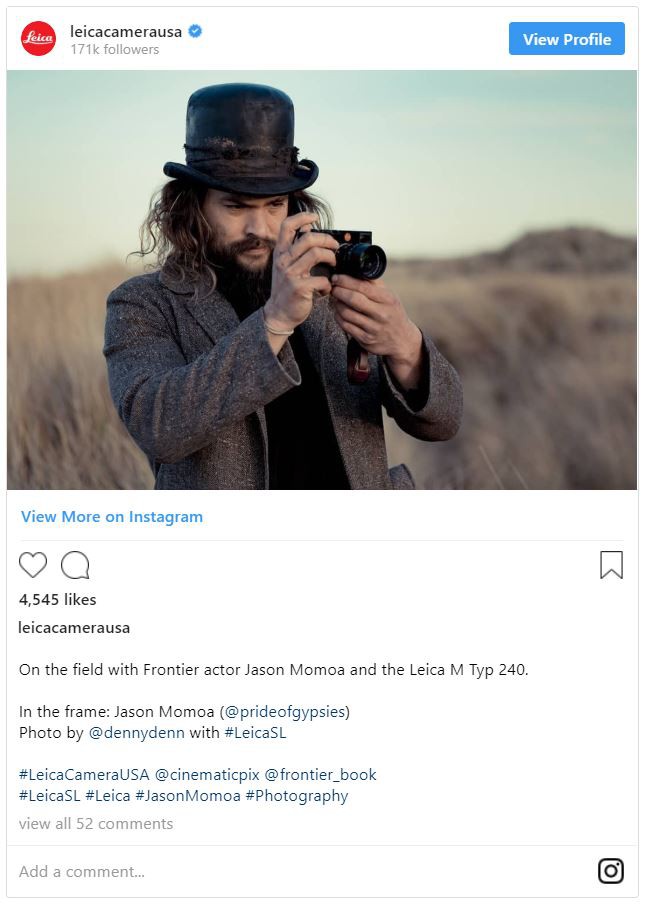 Leica
leicacamerausa
171k followers
View Profile
View More on Instagram
4,545 likes
leicacamerausa
On the field with Frontier actor Jason Momoa and the Leica M Typ 240.
In the frame: Jason Momoa (@prideofgypsies)
Photo by @dennydenn with #LeicaSL
#LeicaCameraUSA @cinematicpix @frontier_book
#LeicaSL #Leica #JasonMomoa #Photography
view all 52 comments
Add a comment...